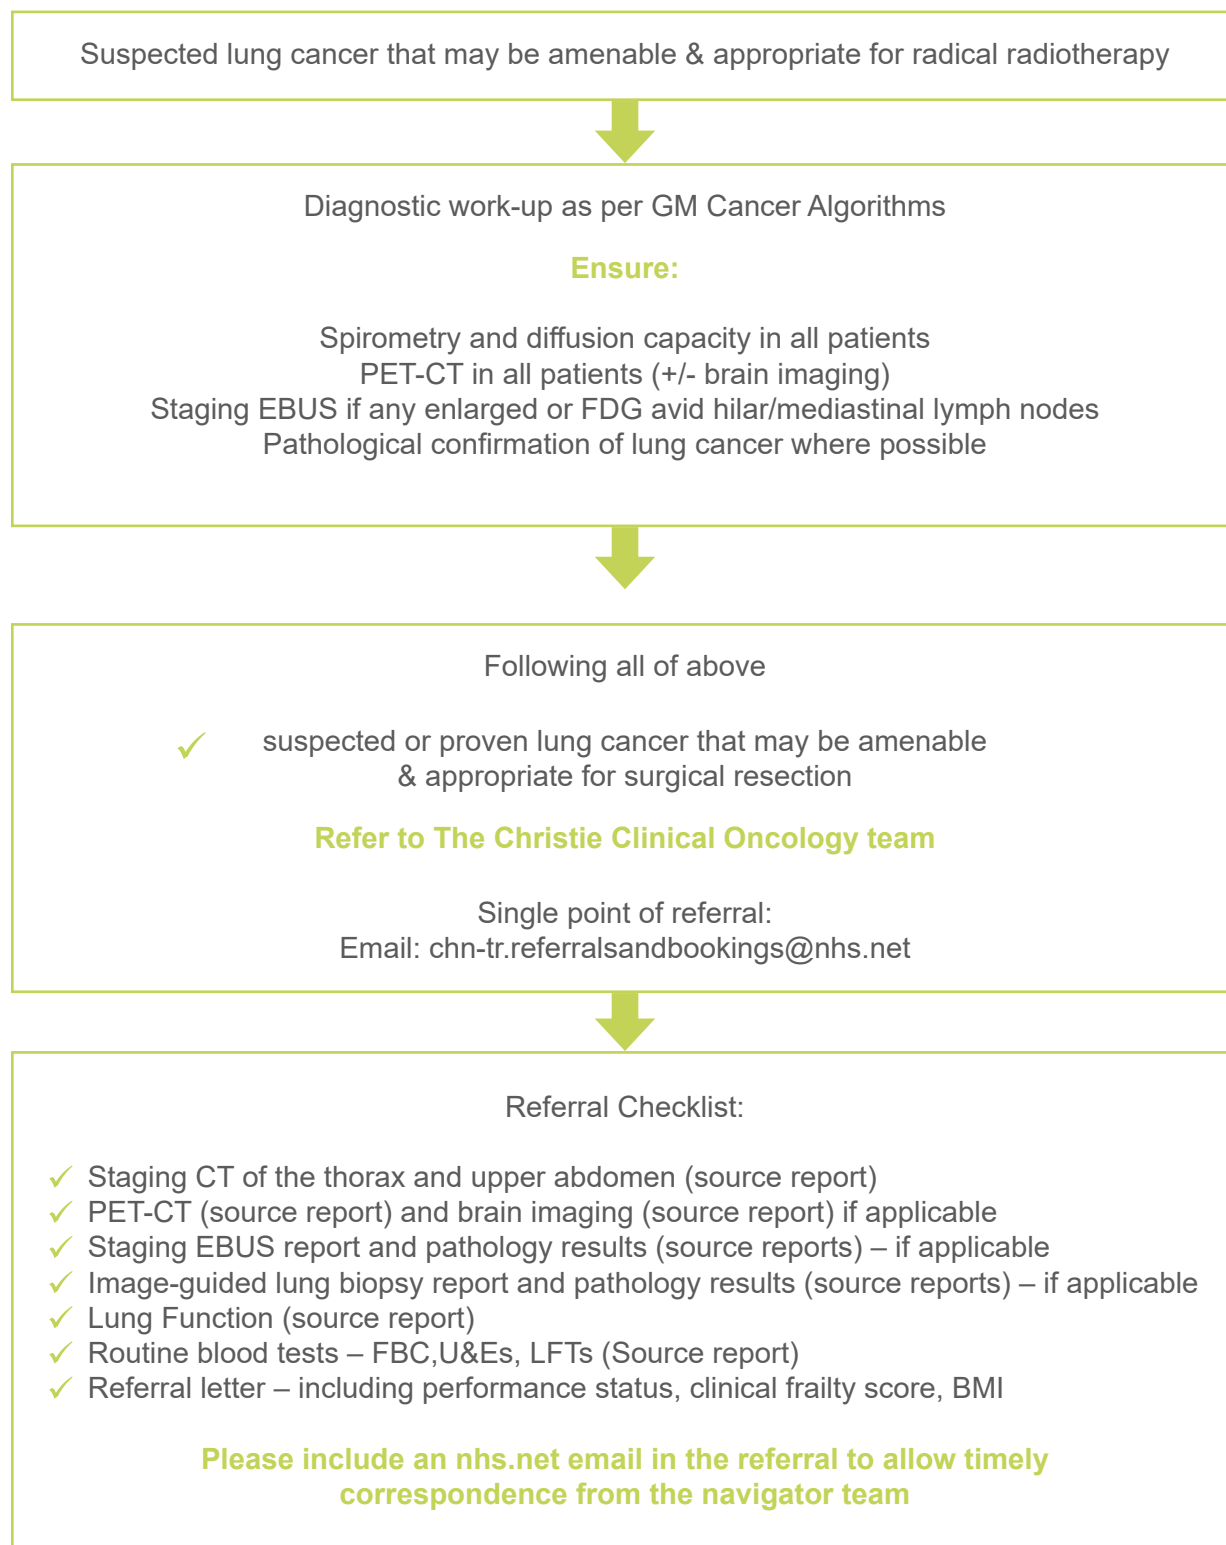 Suspected lung cancer that may be amenable & appropriate for radical radiotherapy
Diagnostic work-up as per GM Cancer Algorithms
Ensure:
Spirometry and diffusion capacity in all patients
PET-CT in all patients (+/- brain imaging)
Staging EBUS if any enlarged or FDG avid hilar/mediastinal lymph nodes
Pathological confirmation of lung cancer where possible
Following all of above
✓ suspected or proven lung cancer that may be amenable
& appropriate for surgical resection
Refer to The Christie Clinical Oncology team
Single point of referral:
Email: chn-tr.referralsandbookings@nhs.net
Referral Checklist:
✓ Staging CT of the thorax and upper abdomen (source report)
✓ PET-CT (source report) and brain imaging (source report) if applicable
✓ Staging EBUS report and pathology results (source reports) – if applicable
✓ Image-guided lung biopsy report and pathology results (source reports) – if applicable
✓ Lung Function (source report)
✓ Routine blood tests – FBC,U&Es, LFTs (Source report)
✓ Referral letter – including performance status, clinical frailty score, BMI
Please include an nhs.net email in the referral to allow timely
correspondence from the navigator team